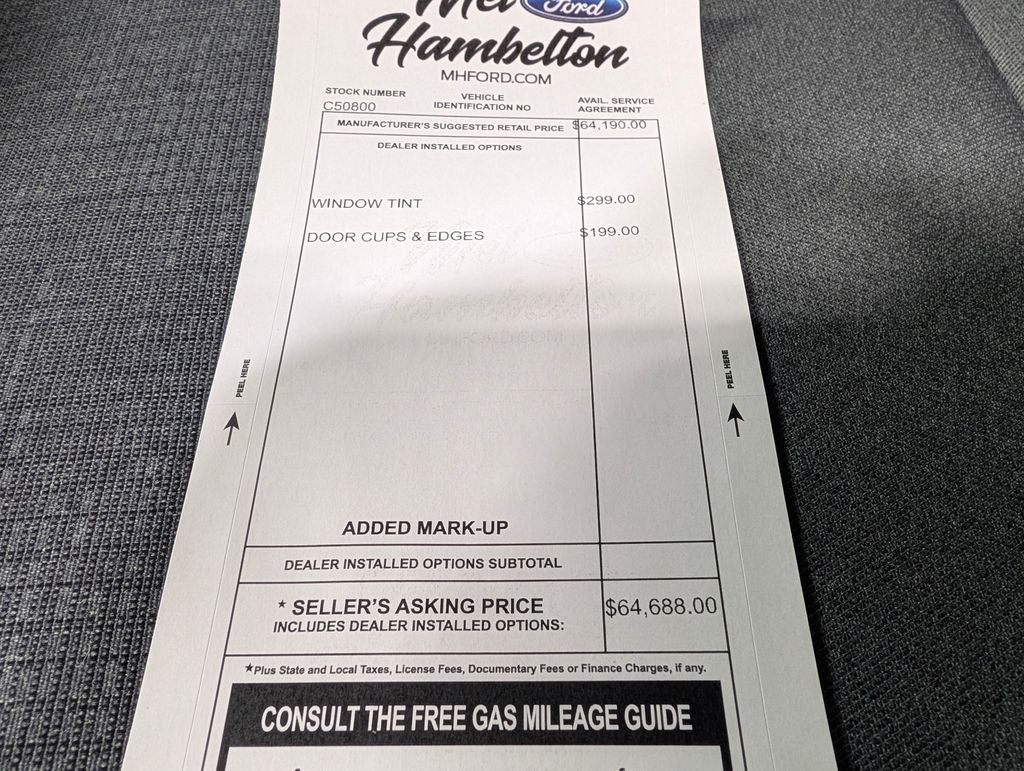 Mel Ford
Hambelton
MHFORD.COM
STOCK NUMBER
C50800
VEHICLE
IDENTIFICATION NO
AVAIL. SERVICE
AGREEMENT
MANUFACTURER'S SUGGESTED RETAIL PRICE $64,190.00
DEALER INSTALLED OPTIONS
WINDOW TINT $299.00
DOOR CUPS & EDGES $199.00
PEEL HERE
PEEL HERE
ADDED MARK-UP
DEALER INSTALLED OPTIONS SUBTOTAL
* SELLER'S ASKING PRICE $64,688.00
INCLUDES DEALER INSTALLED OPTIONS:
★Plus State and Local Taxes, License Fees, Documentary Fees or Finance Charges, if any.
CONSULT THE FREE GAS MILEAGE GUIDE